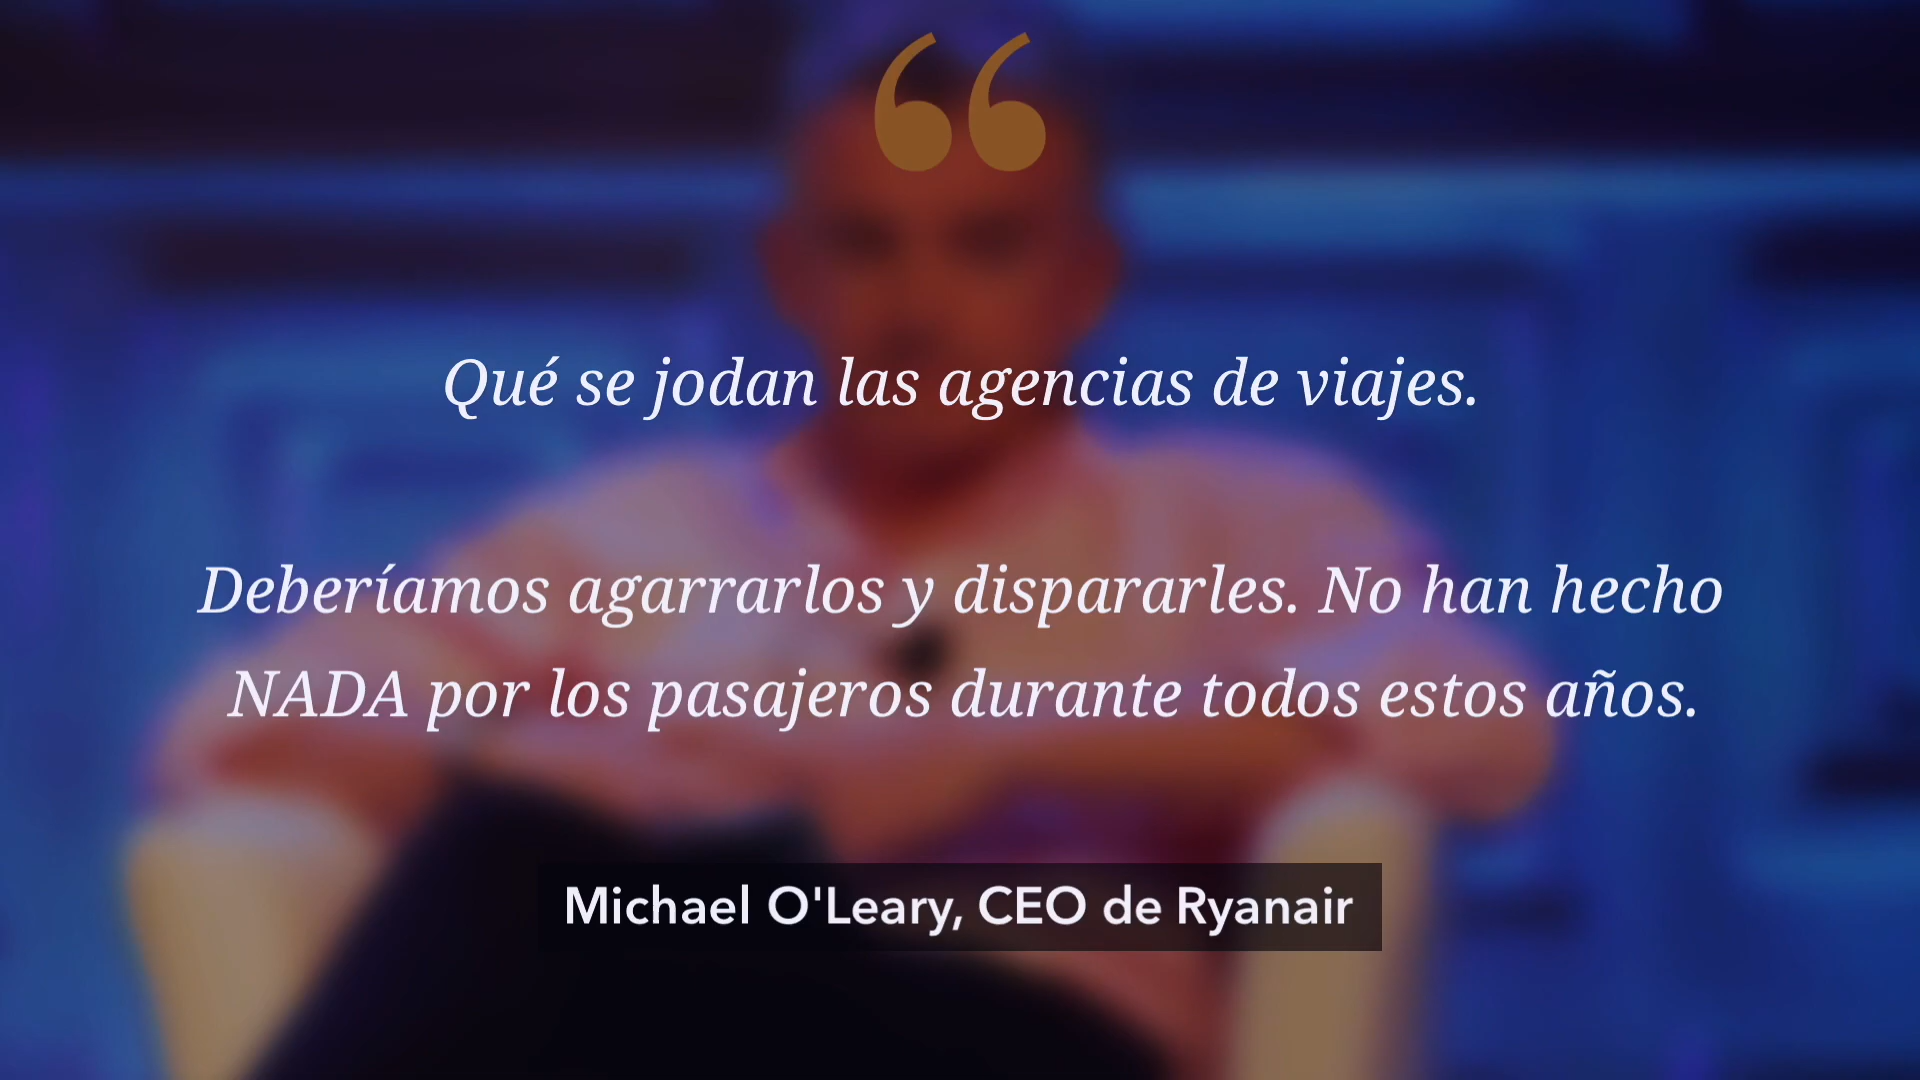 “
Qué se jodan las agencias de viajes.
Deberíamos agarrarlos y dispararles. No han hecho
NADA por los pasajeros durante todos estos años.
Michael O'Leary, CEO de Ryanair